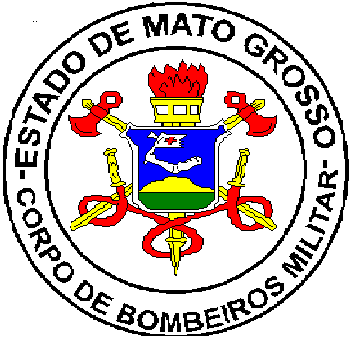 -ESTADO DE MATO GROSSO-
CORPO DE BOMBEIROS MILITAR